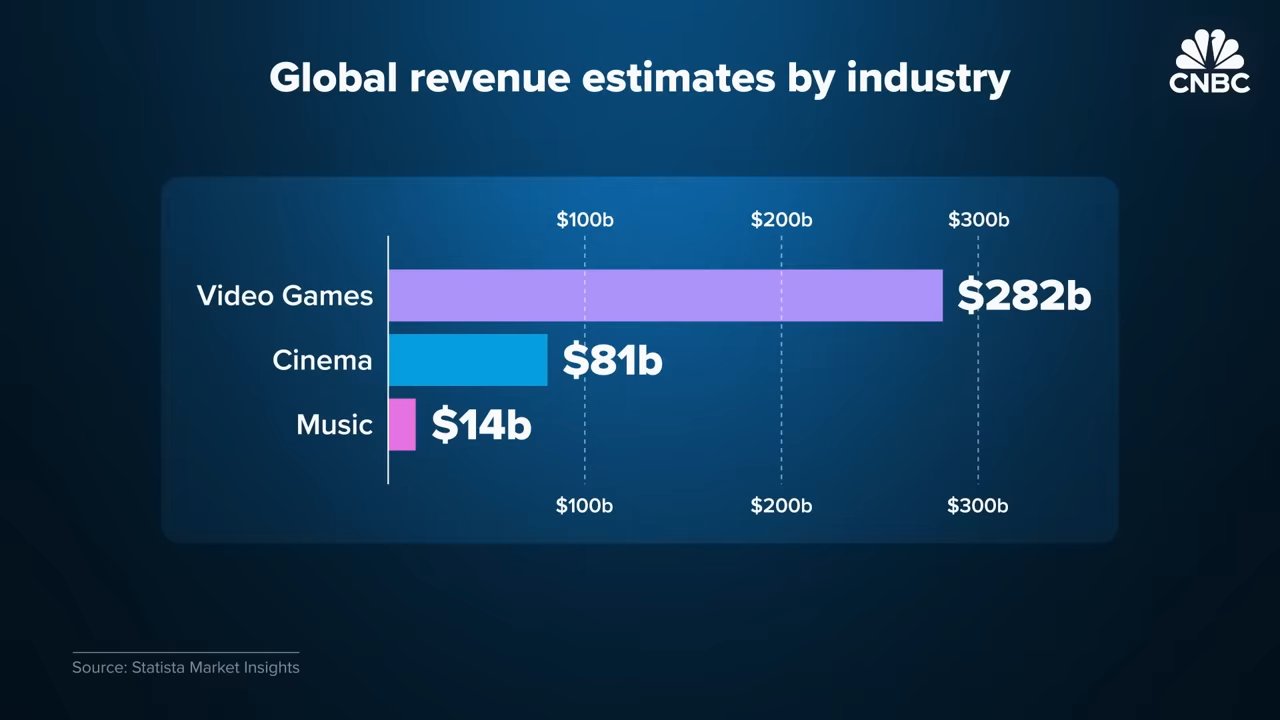 Global revenue estimates by industry
CNBC
$100b $200b $300b
Video Games $282b
Cinema $81b
Music $14b
$100b $200b $300b
Source: Statista Market Insights